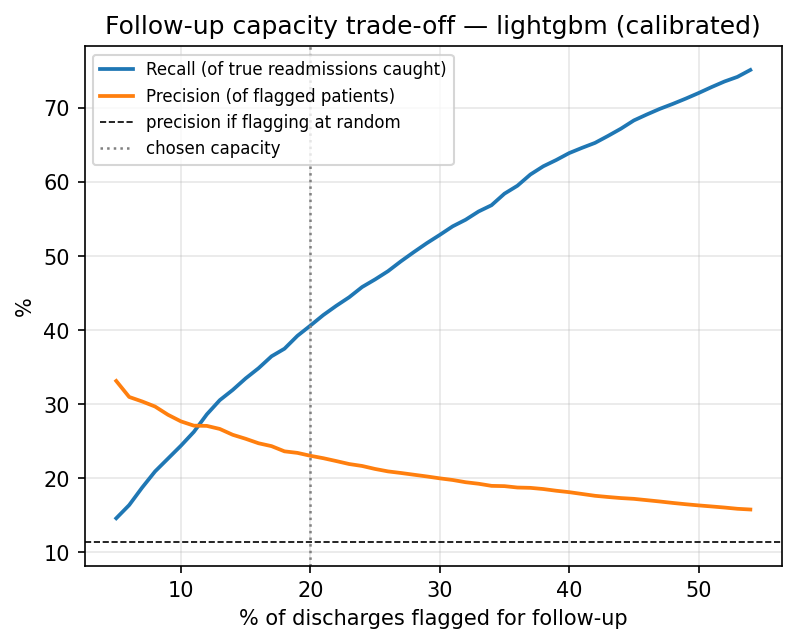 Follow-up capacity trade-off — lightgbm (calibrated)
Recall (of true readmissions caught)
Precision (of flagged patients)
precision if flagging at random
chosen capacity
70
60
50
40
30
20
10
%
10 20 30 40 50
% of discharges flagged for follow-up